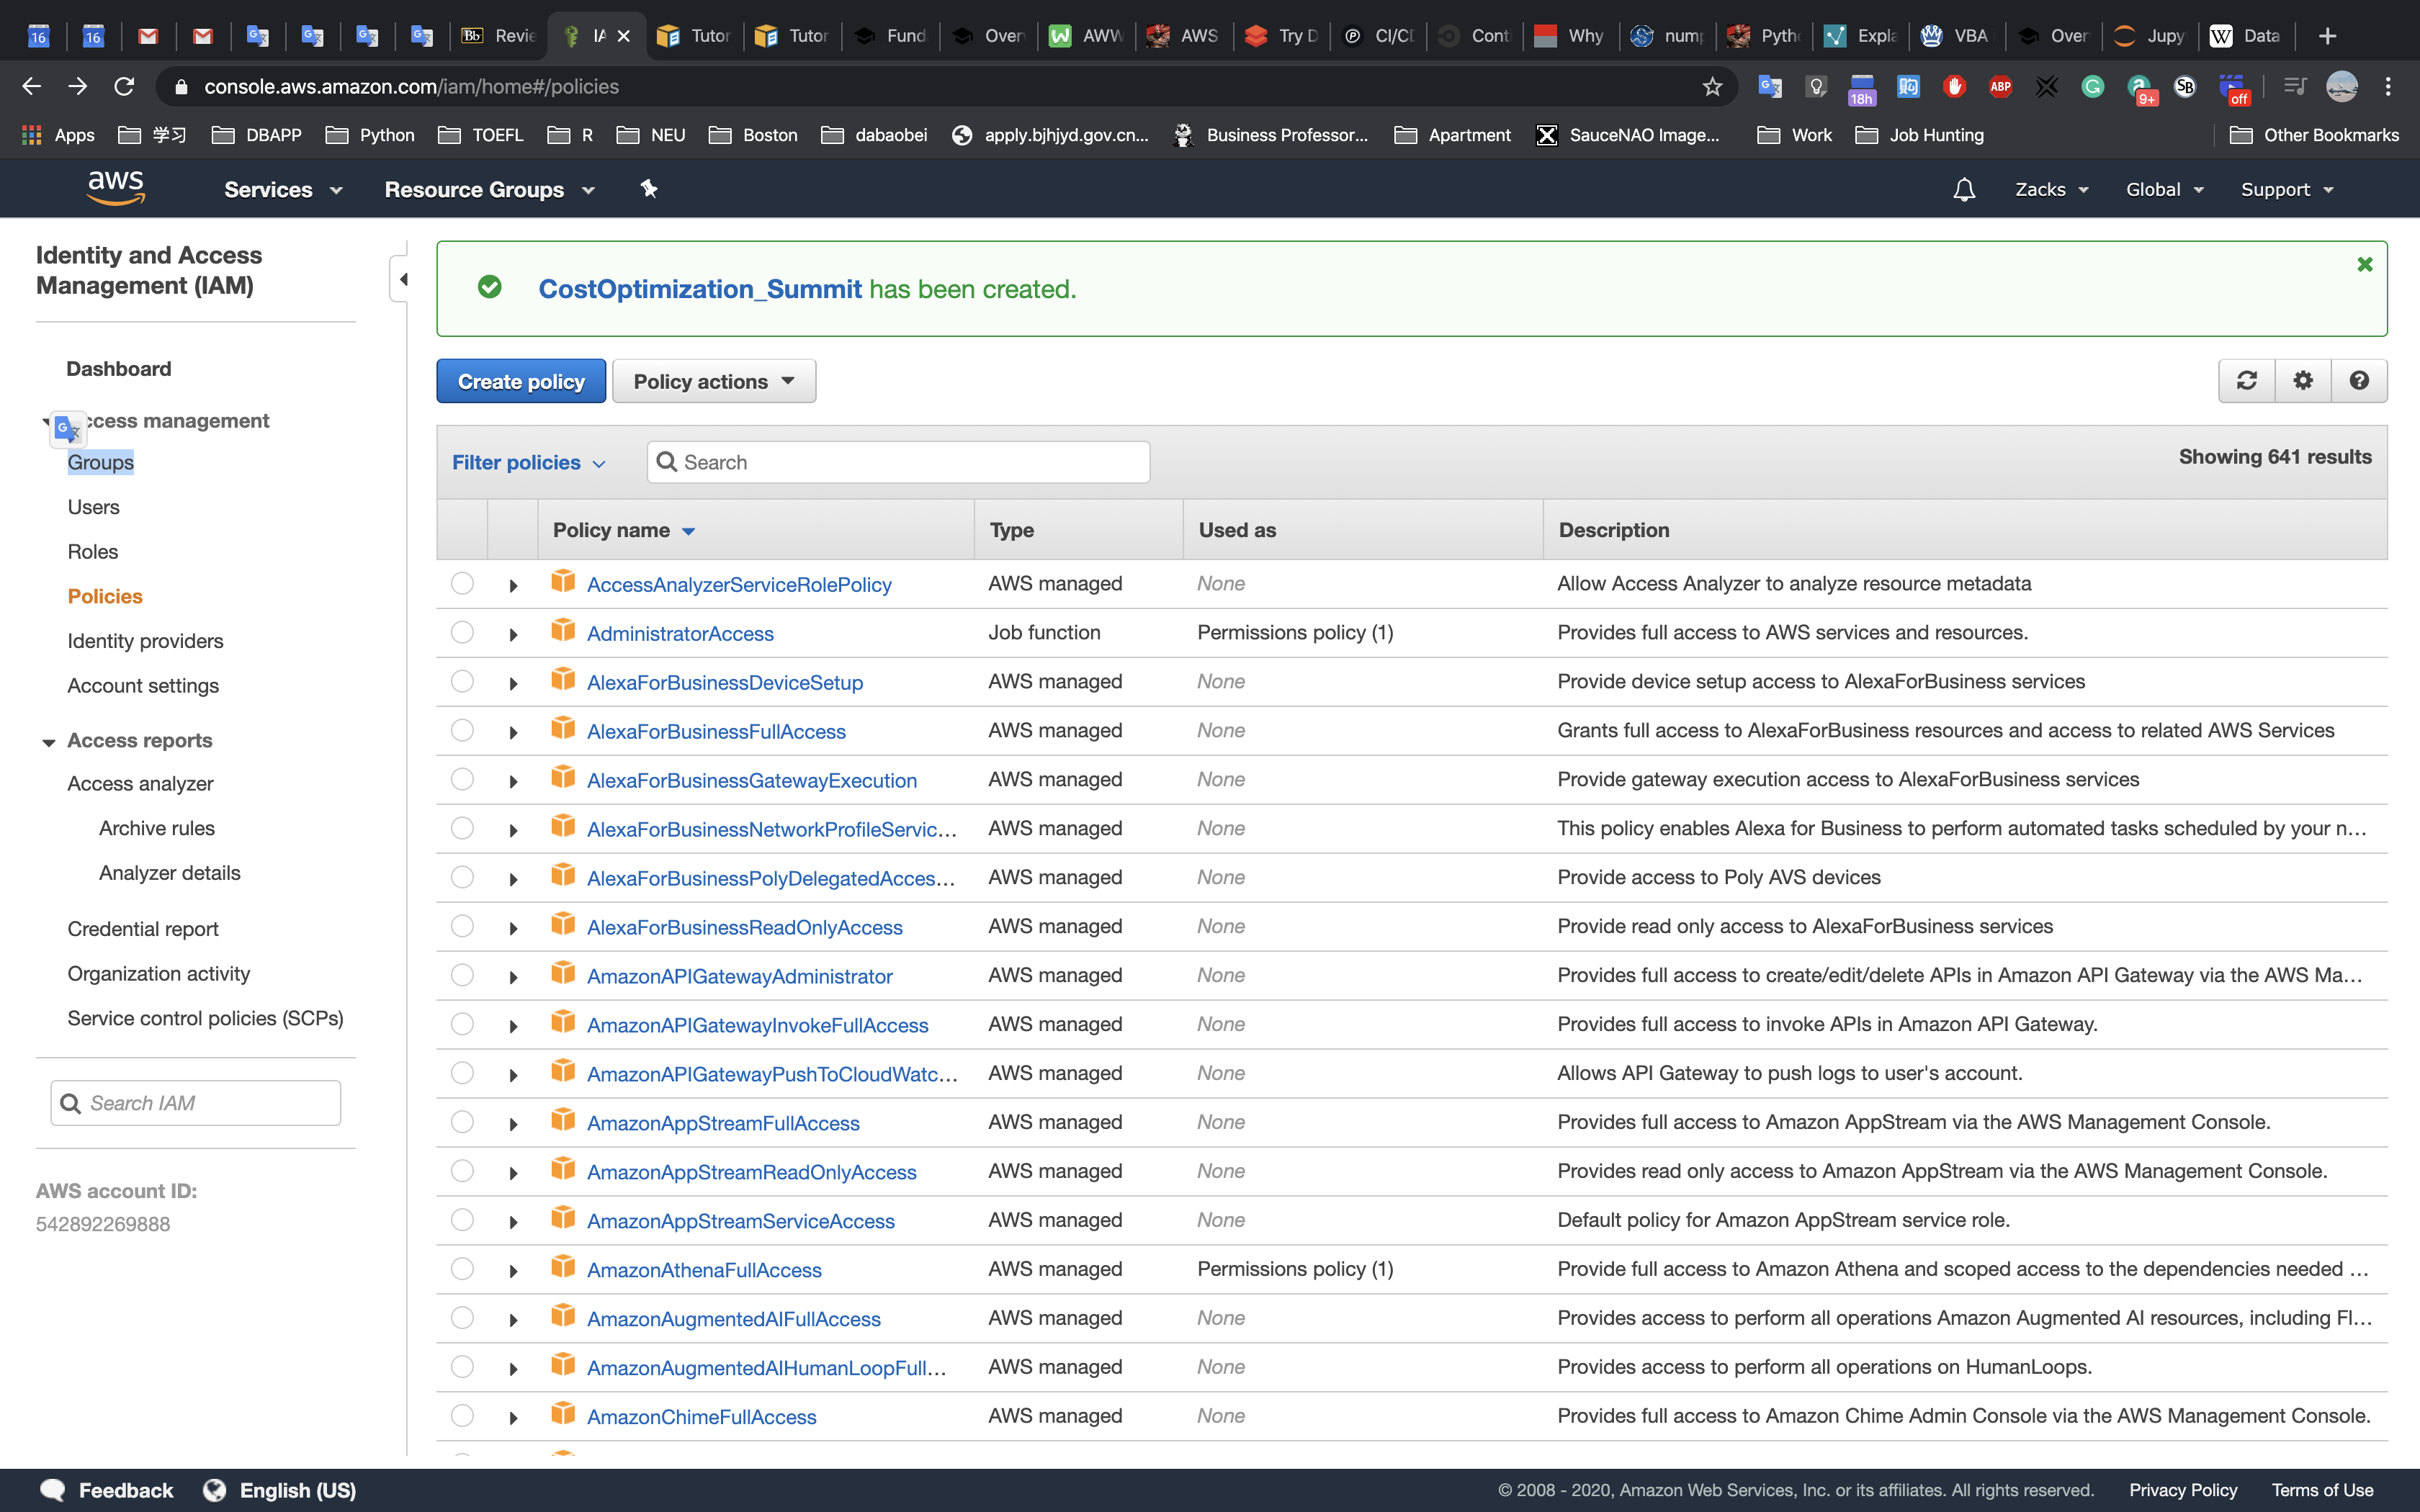 16
16
Bb Revie
IA
Tutor
Tutor
Fund
Over
AWW
AWS
Try D
CI/CD
Conti
Why
nump
Pyth
Expla
VBA
Over
Jupy
W Data
console.aws.amazon.com/iam/home#/policies
18h
ABP
9+
SB
off
Apps
学习
DBAPP
Python
TOEFL
R
NEU
Boston
dabaobei
apply.bjhjyd.gov.cn...
Business Professor...
Apartment
SauceNAO Image...
Work
Job Hunting
Other Bookmarks
aws
Services
Resource Groups
Zacks
Global
Support
Identity and Access
Management (IAM)
Dashboard
ccess management
Groups
Users
Roles
Policies
Identity providers
Account settings
Access reports
Access analyzer
Archive rules
Analyzer details
Credential report
Organization activity
Service control policies (SCPs)
Search IAM
AWS account ID:
542892269888
CostOptimization_Summit has been created.
Create policy
Policy actions
Filter policies
Search
Showing 641 results
Policy name Type Used as Description
AccessAnalyzerServiceRolePolicy AWS managed None Allow Access Analyzer to analyze resource metadata
AdministratorAccess Job function Permissions policy (1) Provides full access to AWS services and resources.
AlexaForBusinessDeviceSetup AWS managed None Provide device setup access to AlexaForBusiness services
AlexaForBusinessFullAccess AWS managed None Grants full access to AlexaForBusiness resources and access to related AWS Services
AlexaForBusinessGatewayExecution AWS managed None Provide gateway execution access to AlexaForBusiness services
AlexaForBusinessNetworkProfileServic... AWS managed None This policy enables Alexa for Business to perform automated tasks scheduled by your n...
AlexaForBusinessPolyDelegatedAcces... AWS managed None Provide access to Poly AVS devices
AlexaForBusinessReadOnlyAccess AWS managed None Provide read only access to AlexaForBusiness services
AmazonAPIGatewayAdministrator AWS managed None Provides full access to create/edit/delete APIs in Amazon API Gateway via the AWS Ma...
AmazonAPIGatewayInvokeFullAccess AWS managed None Provides full access to invoke APIs in Amazon API Gateway.
AmazonAPIGatewayPushToCloudWatc... AWS managed None Allows API Gateway to push logs to user's account.
AmazonAppStreamFullAccess AWS managed None Provides full access to Amazon AppStream via the AWS Management Console.
AmazonAppStreamReadOnlyAccess AWS managed None Provides read only access to Amazon AppStream via the AWS Management Console.
AmazonAppStreamServiceAccess AWS managed None Default policy for Amazon AppStream service role.
AmazonAthenaFullAccess AWS managed Permissions policy (1) Provide full access to Amazon Athena and scoped access to the dependencies needed ...
AmazonAugmentedAIFullAccess AWS managed None Provides access to perform all operations Amazon Augmented AI resources, including Fl...
AmazonAugmentedAIHumanLoopFull... AWS managed None Provides access to perform all operations on HumanLoops.
AmazonChimeFullAccess AWS managed None Provides full access to Amazon Chime Admin Console via the AWS Management Console.
Feedback
English (US)
© 2008 - 2020, Amazon Web Services, Inc. or its affiliates. All rights reserved.
Privacy Policy
Terms of Use